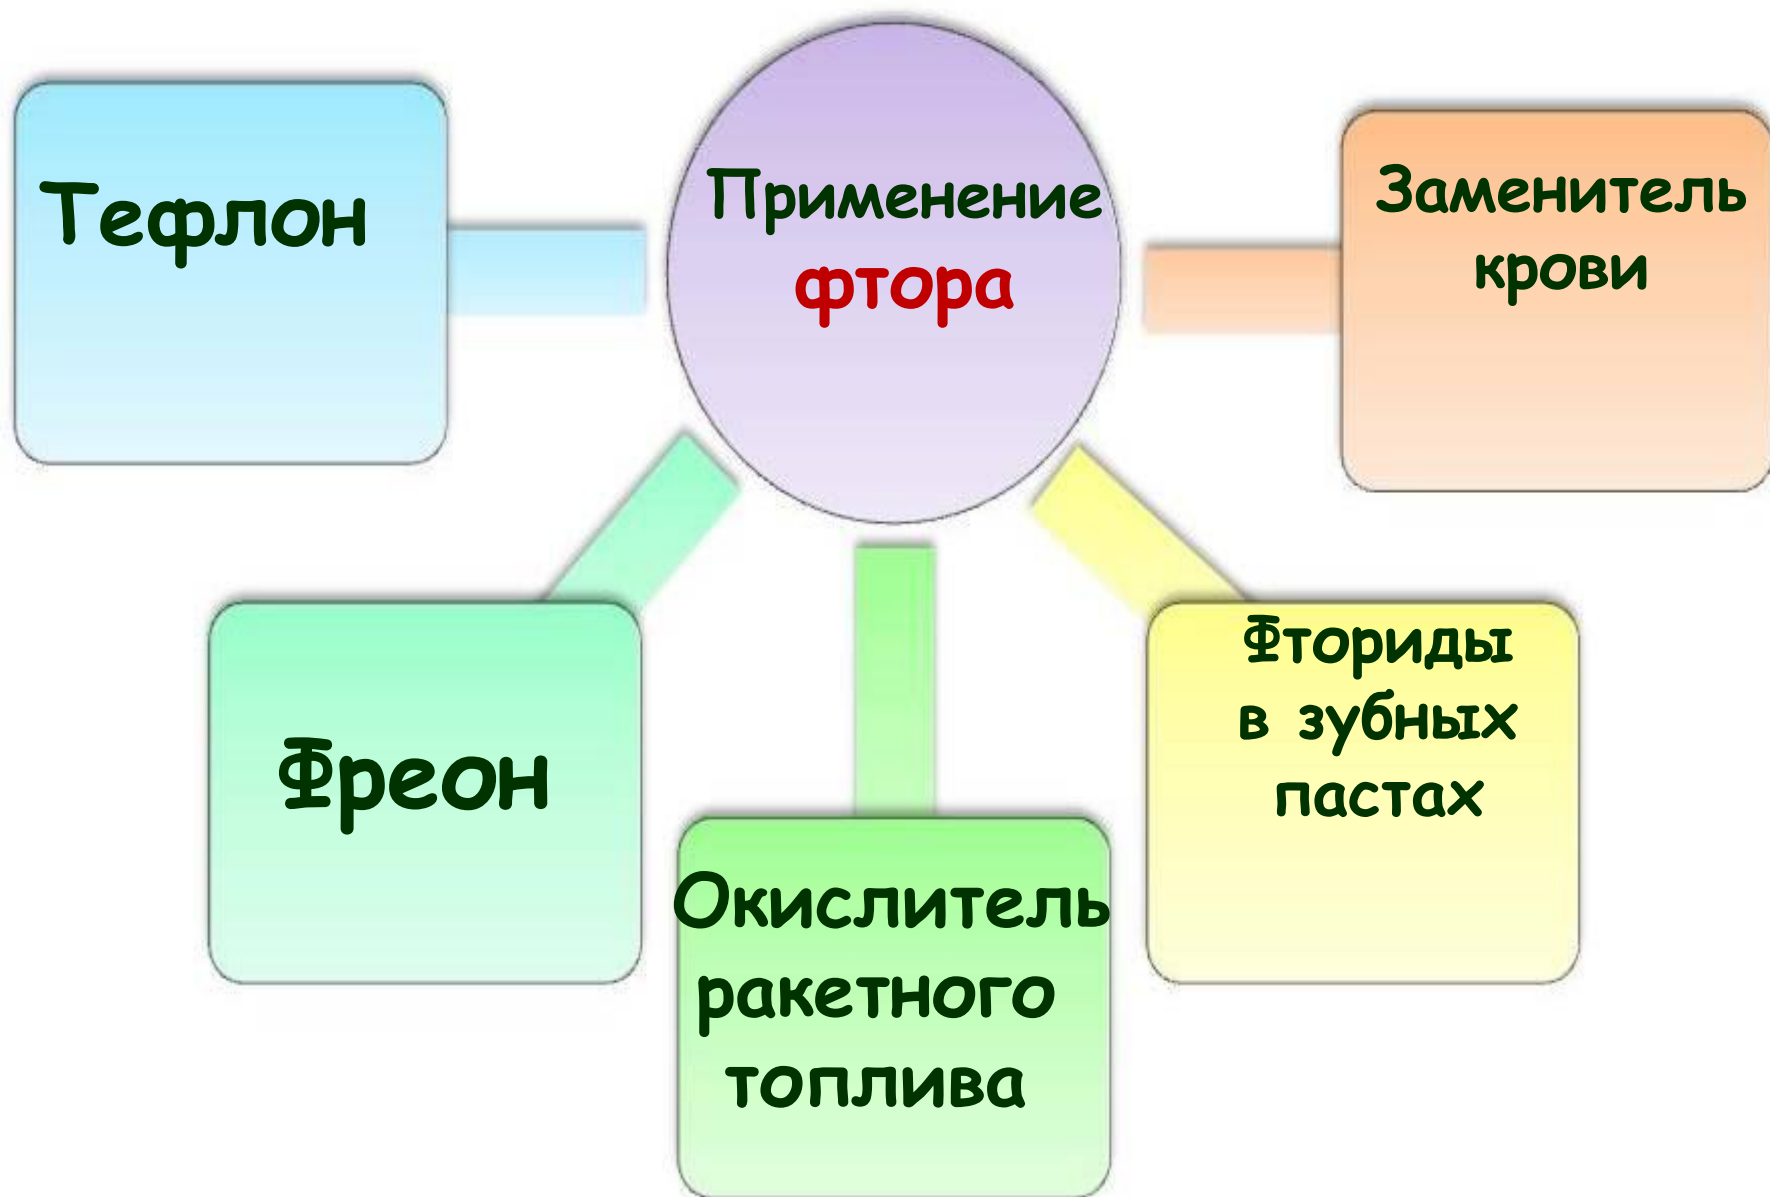 Применение
фтора
Тефлон
Заменитель
крови
Фреон
Фториды
в зубных
пастах
Окислитель
ракетного
топлива